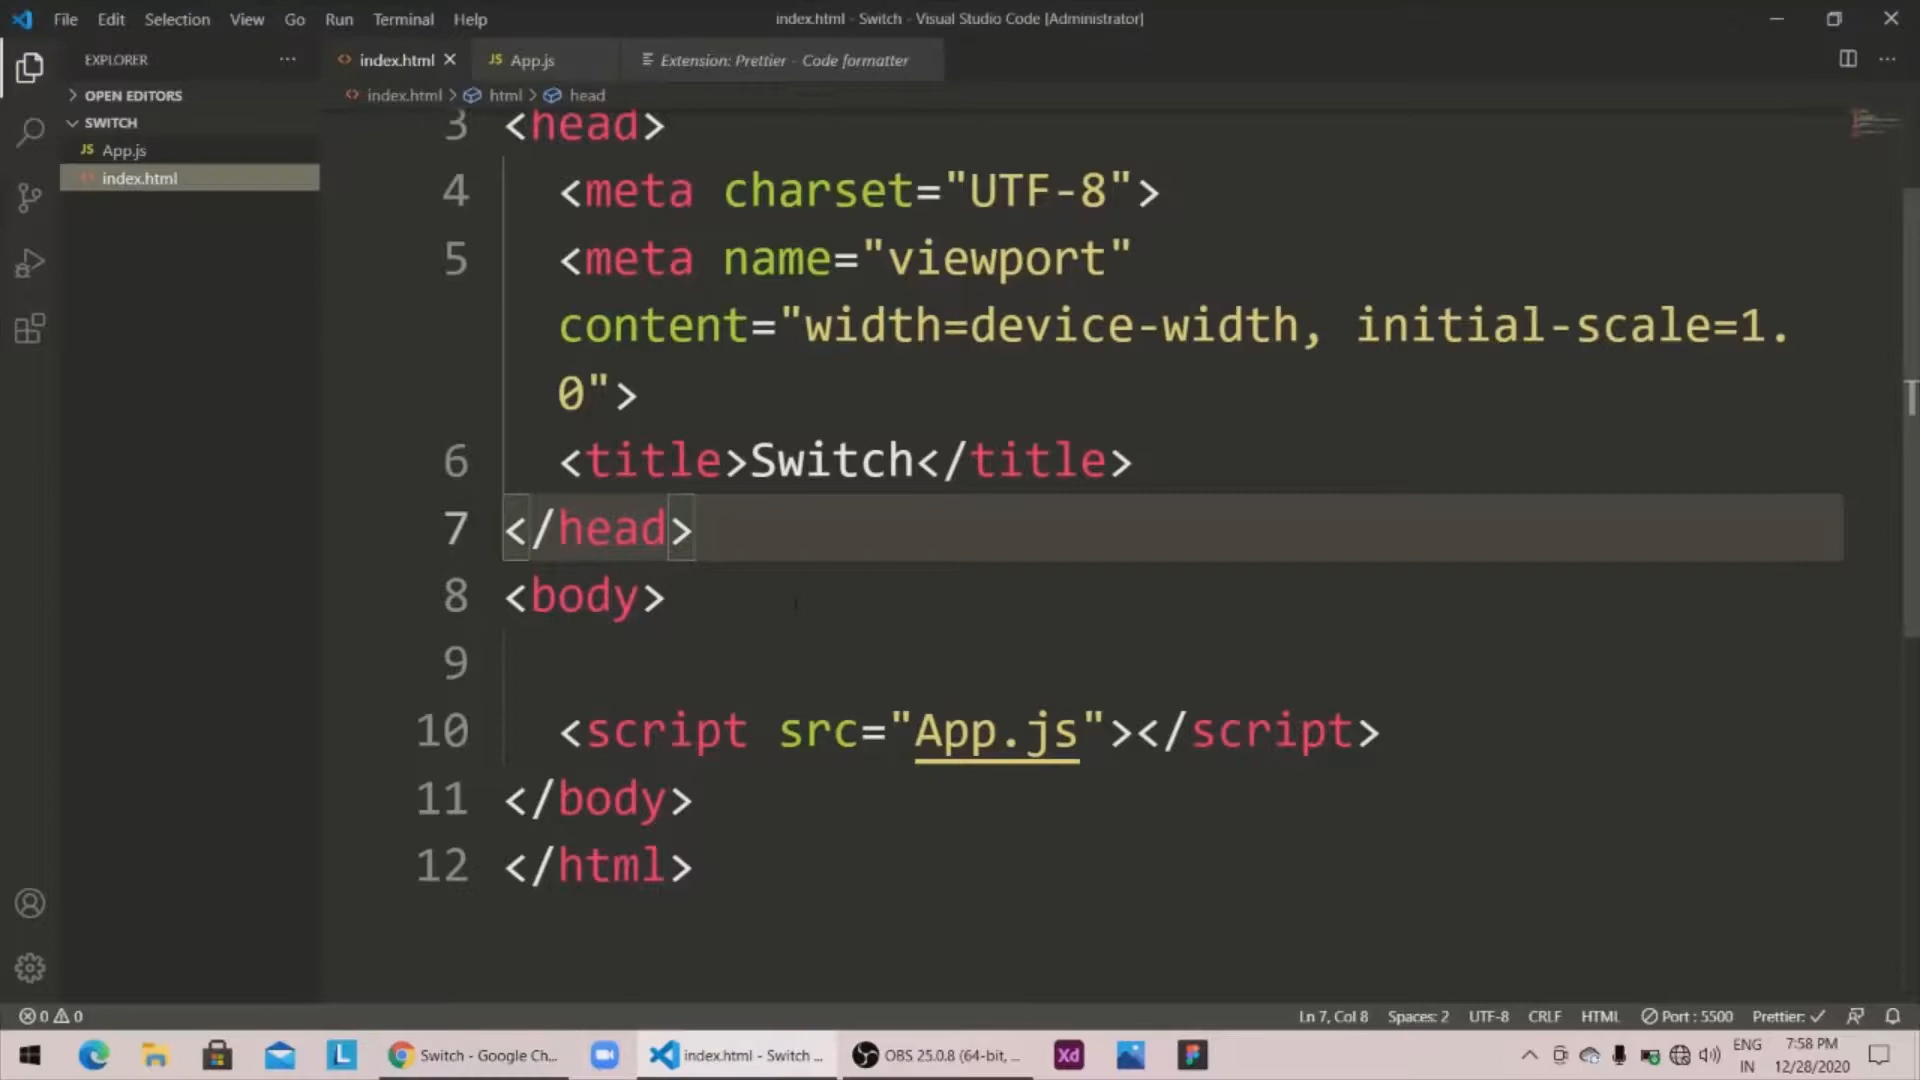 File Edit Selection View Go Run Terminal Help
index.html - Switch - Visual Studio Code [Administrator]
EXPLORER
index.html
JS App.js
Extension: Prettier - Code formatter
OPEN EDITORS
index.html > html > head
SWITCH
JS App.js
index.html
3 <head>
4 <meta charset="UTF-8">
5 <meta name="viewport"
content="width=device-width, initial-scale=1.
0">
6 <title>Switch</title>
7 </head>
8 <body>
9
10 <script src="App.js"></script>
11 </body>
12 </html>
0 0
Ln 7, Col 8 Spaces: 2 UTF-8 CRLF HTML Port : 5500 Prettier: ✓
L
Switch - Google Ch...
index.html - Switch ...
OBS 25.0.8 (64-bit, ...
Xd
ENG
IN
7:58 PM
12/28/2020